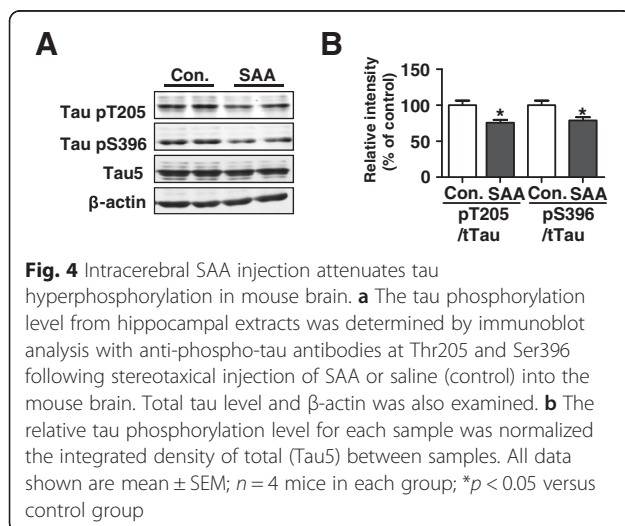 A
B
Con. SAA
Tau pT205
Tau pS396
Tau5
β-actin
Relative intensity
(% of control)
150
100
50
0
*
*
Con. SAA Con. SAA
pT205 pS396
/tTau /tTau
Fig. 4 Intracerebral SAA injection attenuates tau
hyperphosphorylation in mouse brain. a The tau phosphorylation
level from hippocampal extracts was determined by immunoblot
analysis with anti-phospho-tau antibodies at Thr205 and Ser396
following stereotaxical injection of SAA or saline (control) into the
mouse brain. Total tau level and β-actin was also examined. b The
relative tau phosphorylation level for each sample was normalized
the integrated density of total (Tau5) between samples. All data
shown are mean ± SEM; n = 4 mice in each group; *p < 0.05 versus
control group